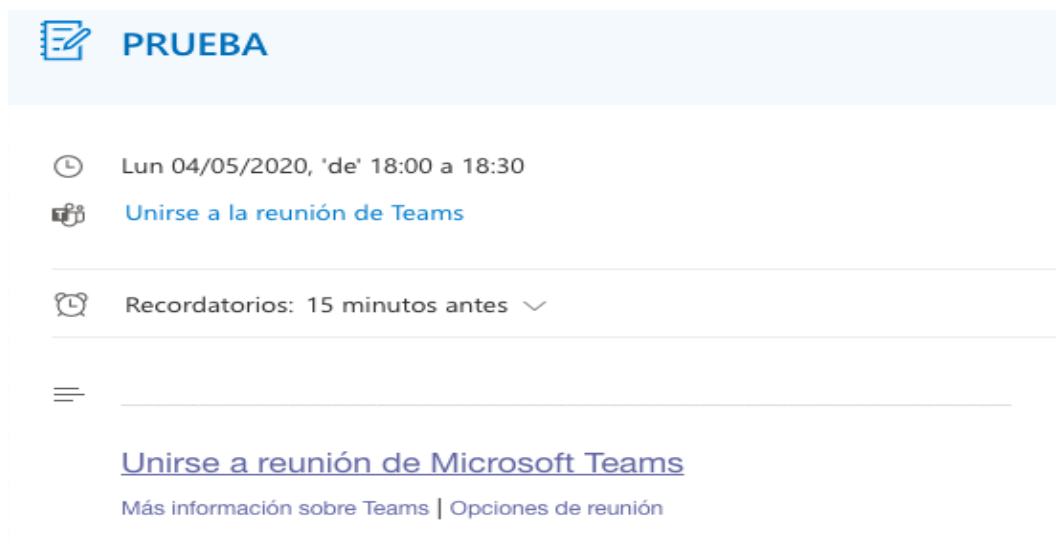 PRUEBA
Lun 04/05/2020, 'de' 18:00 a 18:30
Unirse a la reunión de Teams
Recordatorios: 15 minutos antes
Unirse a reunión de Microsoft Teams
Más información sobre Teams | Opciones de reunión